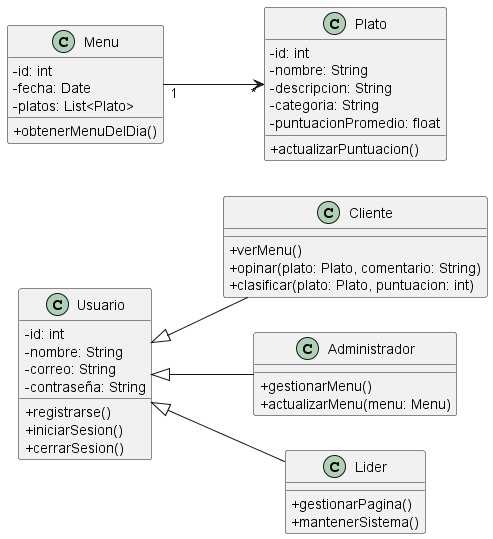 C Menu
-id: int
-fecha: Date
-platos: List<Plato>
+obtenerMenuDelDia()
1
*
C Plato
-id: int
-nombre: String
-descripcion: String
-categoria: String
-puntuacionPromedio: float
+actualizarPuntuacion()
C Cliente
+verMenu()
+opinar(plato: Plato, comentario: String)
+clasificar(plato: Plato, puntuacion: int)
C Usuario
-id: int
-nombre: String
-correo: String
-contraseña: String
+registrarse()
+iniciarSesion()
+cerrarSesion()
C Administrador
+gestionarMenu()
+actualizarMenu(menu: Menu)
C Lider
+gestionarPagina()
+mantenerSistema()